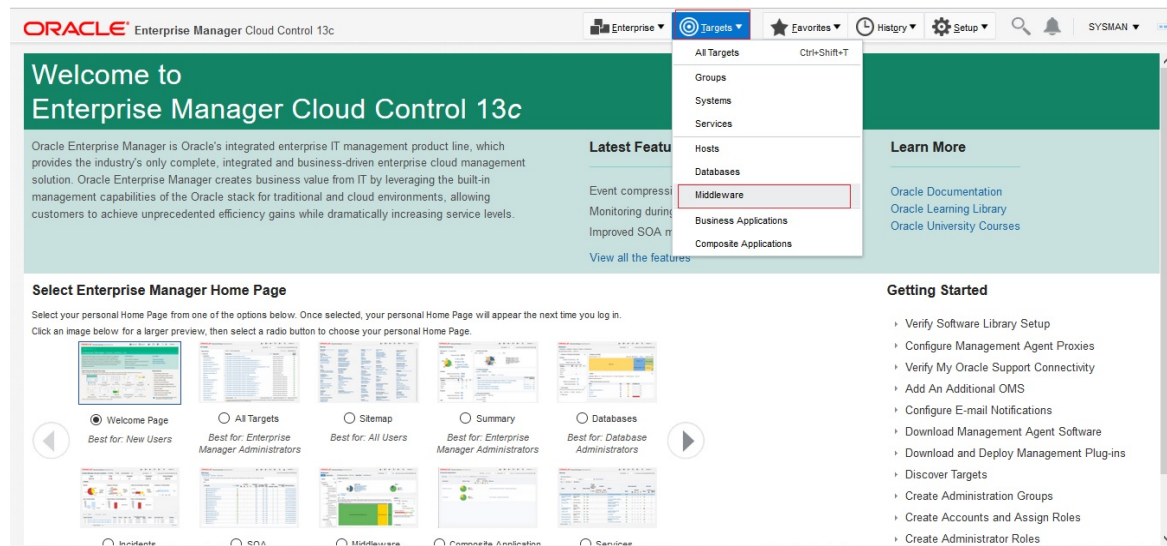 ORACLE Enterprise Manager Cloud Control 13c
Enterprise ▼
Targets ▼
Favorites ▼
History ▼
Setup ▼
SYSMAN ▼
All Targets Ctrl+Shift+T
Groups
Systems
Services
Hosts
Databases
Middleware
Business Applications
Composite Applications
Welcome to
Enterprise Manager Cloud Control 13c
Oracle Enterprise Manager is Oracle's integrated enterprise IT management product line, which
provides the industry's only complete, integrated and business-driven enterprise cloud management
solution. Oracle Enterprise Manager creates business value from IT by leveraging the built-in
management capabilities of the Oracle stack for traditional and cloud environments, allowing
customers to achieve unprecedented efficiency gains while dramatically increasing service levels.
Latest Featu
Event compressi
Monitoring during
Improved SOA m
View all the features
Learn More
Oracle Documentation
Oracle Learning Library
Oracle University Courses
Select Enterprise Manager Home Page
Select your personal Home Page from one of the options below. Once selected, your personal Home Page will appear the next time you log in.
Click an image below for a larger preview, then select a radio button to choose your personal Home Page.
Welcome Page
Best for: New Users
All Targets
Best for: Enterprise
Manager Administrators
Sitemap
Best for: All Users
Summary
Best for: Enterprise
Manager Administrators
Databases
Best for: Database
Administrators
Incidents
SOA
Middleware
Composite Application
Services
Getting Started
Verify Software Library Setup
Configure Management Agent Proxies
Verify My Oracle Support Connectivity
Add An Additional OMS
Configure E-mail Notifications
Download Management Agent Software
Download and Deploy Management Plug-ins
Discover Targets
Create Administration Groups
Create Accounts and Assign Roles
Create Administrator Roles